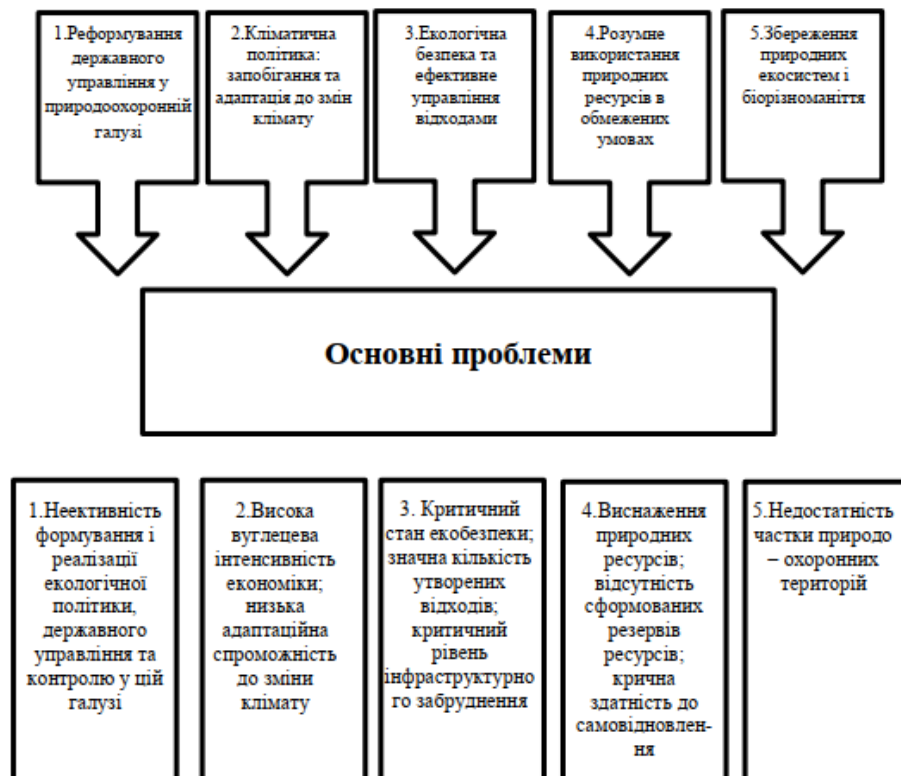 1.Реформування
державного
управління у
природоохоронній
галузі
2.Кліматична
політика:
запобігання та
адаптація до змін
клімату
3.Екологічна
безпека та
ефективне
управління
відходами
4.Розумне
використання
природних
ресурсів в
обмежених
умовах
5.Збереження
природних
екосистем і
біорізноманіття
Основні проблеми
1.Неективність
формування і
реалізації
екологічної
політики,
державного
управління та
контролю у цій
галузі
2.Висока
вуглецева
інтенсивність
економіки;
низька
адаптаційна
спроможність
до зміни
клімату
3. Критичний
стан екобезпеки;
значна кількість
утворених
відходів;
критичний
рівень
інфраструктурно
го забруднення
4.Виснаження
природних
ресурсів;
відсутність
сформованих
резервів
ресурсів;
крична
здатність до
самовідновлен-
ня
5.Недостатність
частки природо
– охоронних
територій